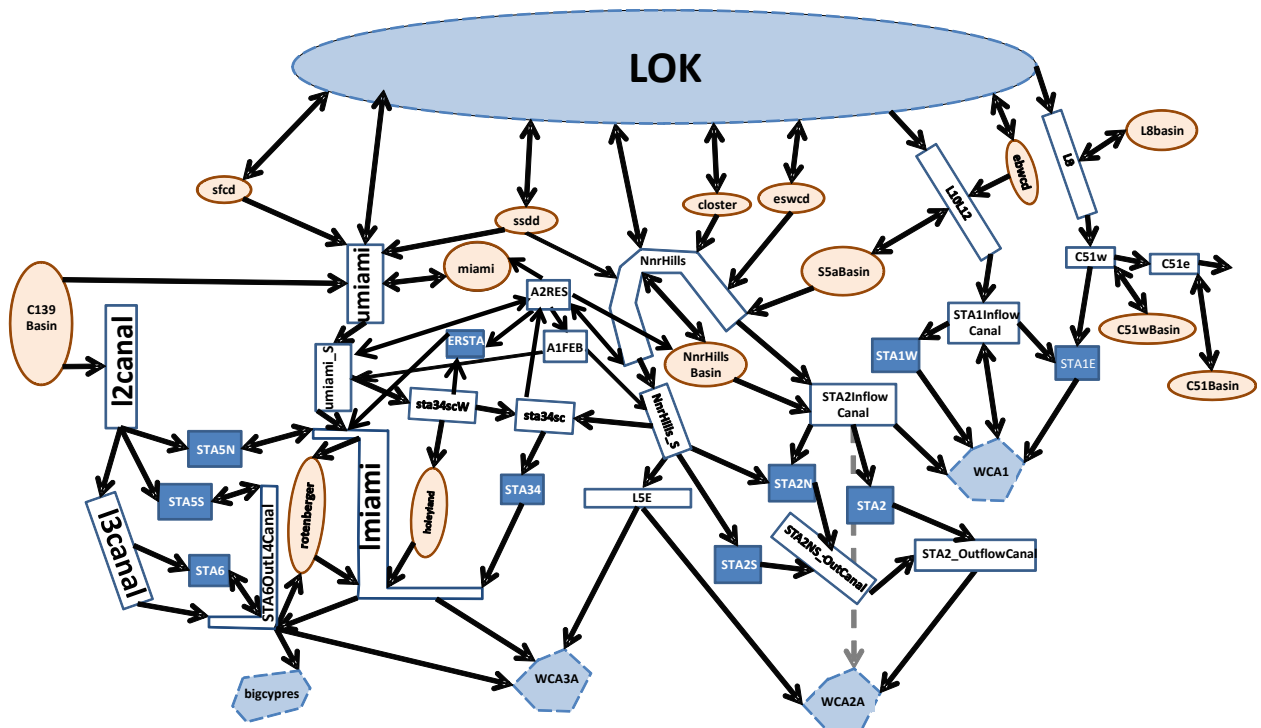 LOK
L8basin
L8
sfcd
ebwcd
closter
eswcd
L10L12
ssdd
umiami
miami
NnrHills
S5aBasin
C51w
C51e
C139
Basin
A2RES
STA1Inflow
Canal
C51wBasin
l2canal
umiami_S
ERSTA
A1FEB
NnrHills
Basin
STA1W
STA1E
C51Basin
sta34scW
sta34sc
NnrHills_S
STA2Inflow
Canal
STA5N
WCA1
STA5S
rotenberger
lmiami
holeyland
STA34
L5E
STA2N
STA2
l3canal
STA6OutL4Canal
STA6
STA2S
STA2NS_OutCanal
STA2_OutflowCanal
bigcypres
WCA3A
WCA2A